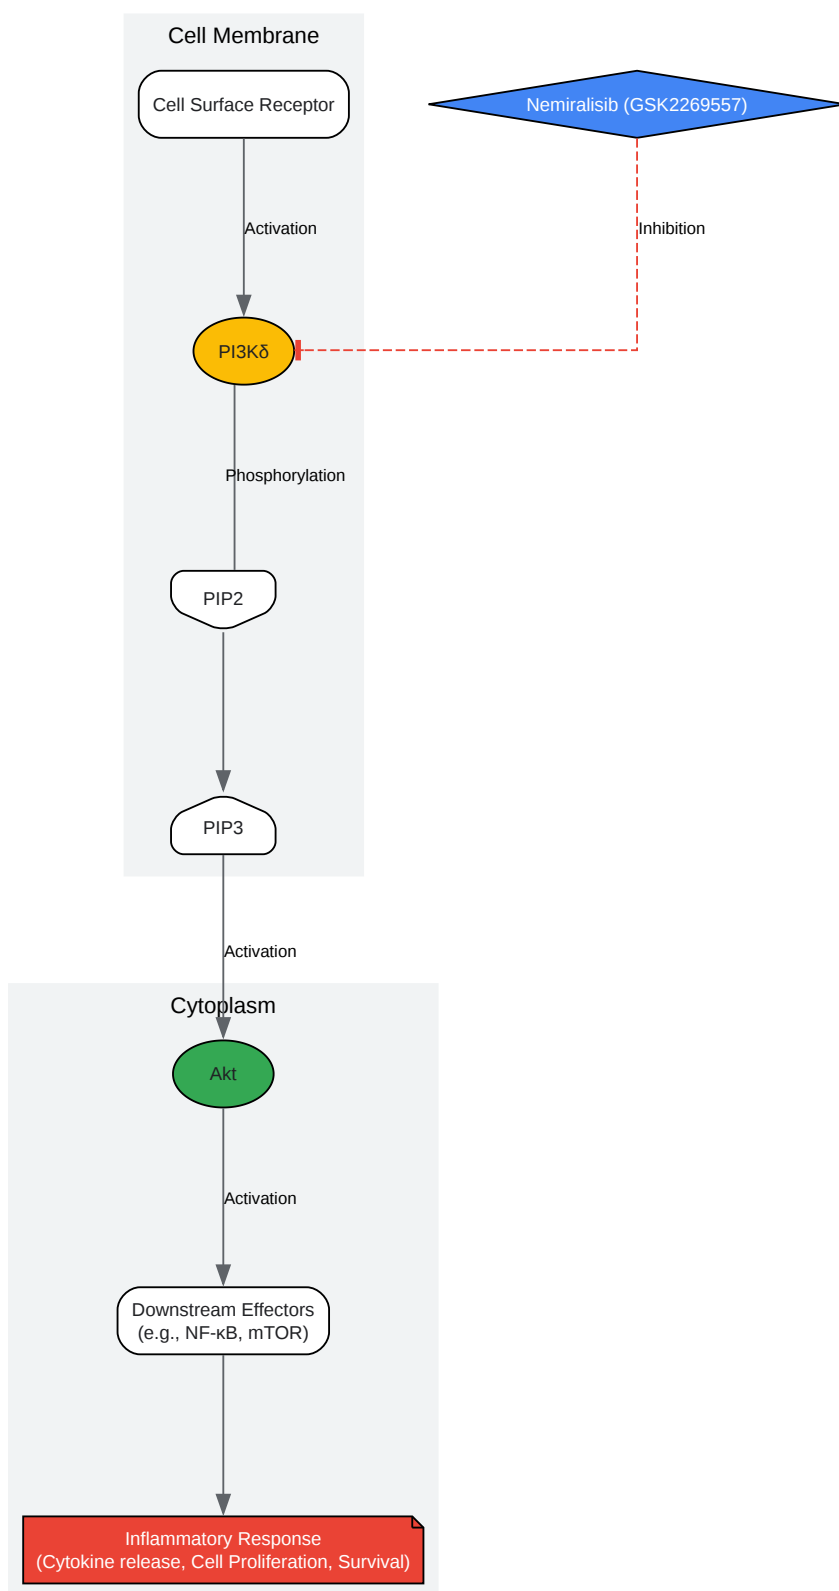 Cell Membrane
Cell Surface Receptor
Nemiralisib (GSK2269557)
Activation
Inhibition
PI3Kδ
Phosphorylation
PIP2
PIP3
Activation
Cytoplasm
Akt
Activation
Downstream Effectors
(e.g., NF-κB, mTOR)
Inflammatory Response
(Cytokine release, Cell Proliferation, Survival)